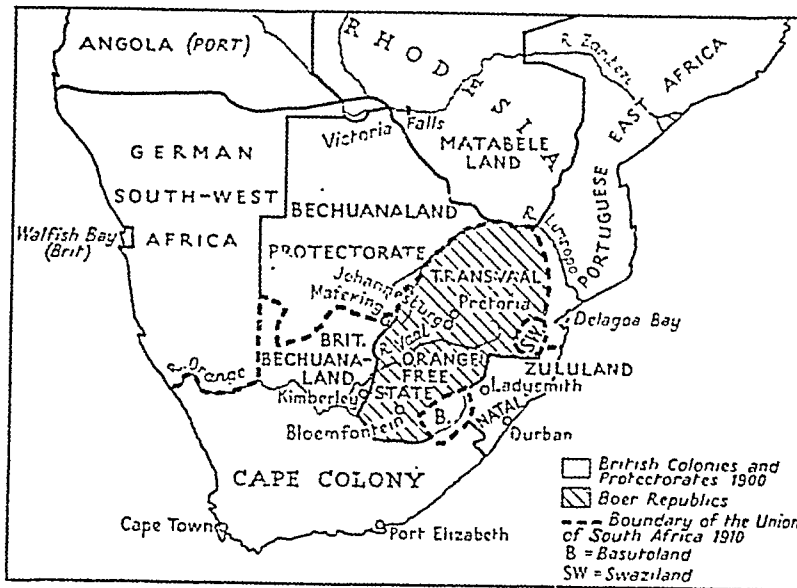 ANGOLA (PORT)
RHODESIA
R. Zambezi
EAST AFRICA
PORTUGUESE
Victoria Falls
MATABELE
LAND
GERMAN
SOUTH-WEST
AFRICA
Walfish Bay
(Brit)
BECHUANALAND
PROTECTORATE
R. Limpopo
TRANSVAAL
Pretoria
Johannesburg
Mafeking
Delagoa Bay
SW.
R. Vaal
BRIT.
BECHUANA-
LAND
ORANGE
FREE
STATE
ZULULAND
Ladysmith
Orange
Kimberley
B.
NATAL
Bloemfontein
Durban
CAPE COLONY
Cape Town
Port Elizabeth
British Colonies and
Protectorates 1900
Boer Republics
Boundary of the Union
of South Africa 1910
B = Basutoland
SW = Swaziland